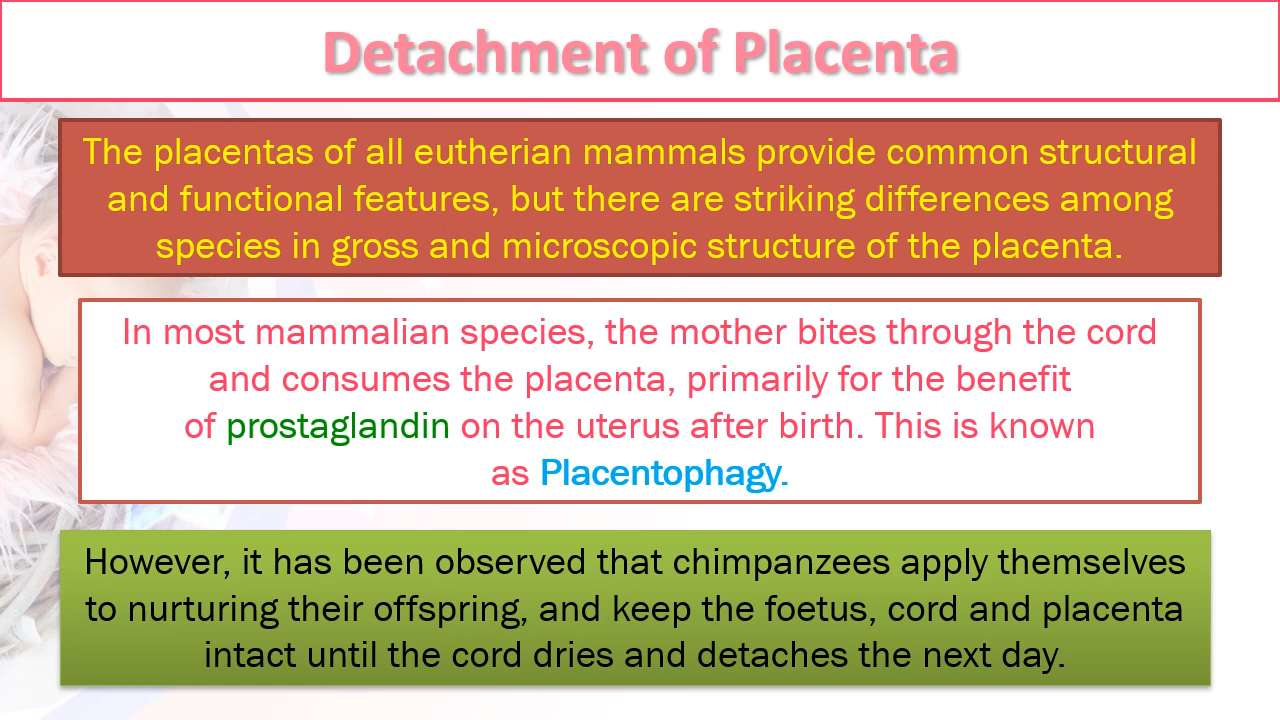 Detachment of Placenta
The placentas of all eutherian mammals provide common structural
and functional features, but there are striking differences among
species in gross and microscopic structure of the placenta.
In most mammalian species, the mother bites through the cord
and consumes the placenta, primarily for the benefit
of prostaglandin on the uterus after birth. This is known
as Placentophagy.
However, it has been observed that chimpanzees apply themselves
to nurturing their offspring, and keep the foetus, cord and placenta
intact until the cord dries and detaches the next day.